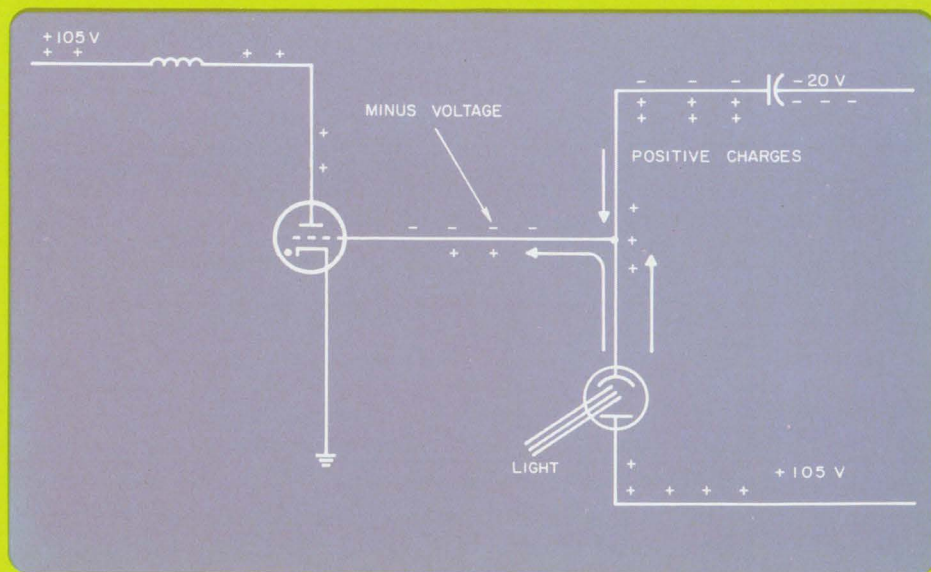 +105 V
-20 V
MINUS VOLTAGE
POSITIVE CHARGES
LIGHT
+105 V